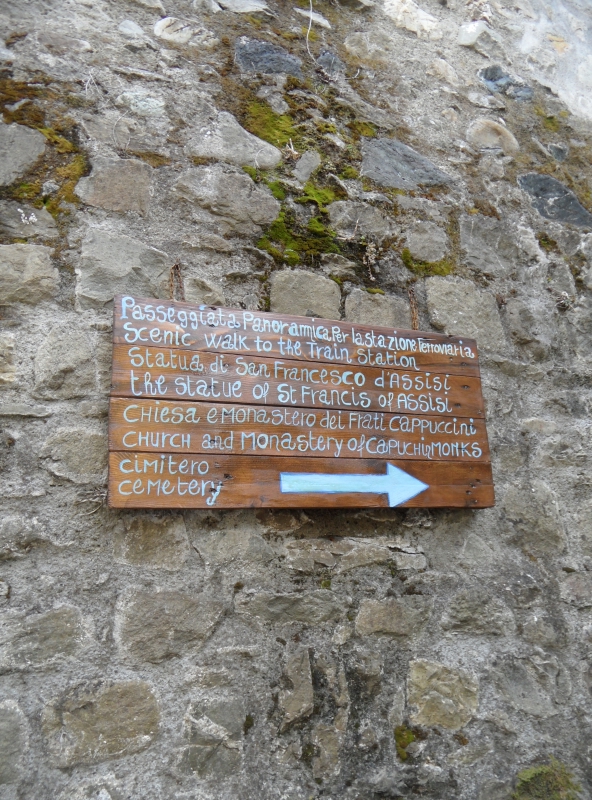 Passeggiata Panoramica Per la stazione Ferroviaria
Scenic walk to the Train station
Statua di San Francesco d'Assisi
the statue of St Francis of Assisi
Chiesa e Monastero dei Frati Cappuccini
CHURCH and MOnastery of CAPUCHin MONKS
cimitero
cemetery